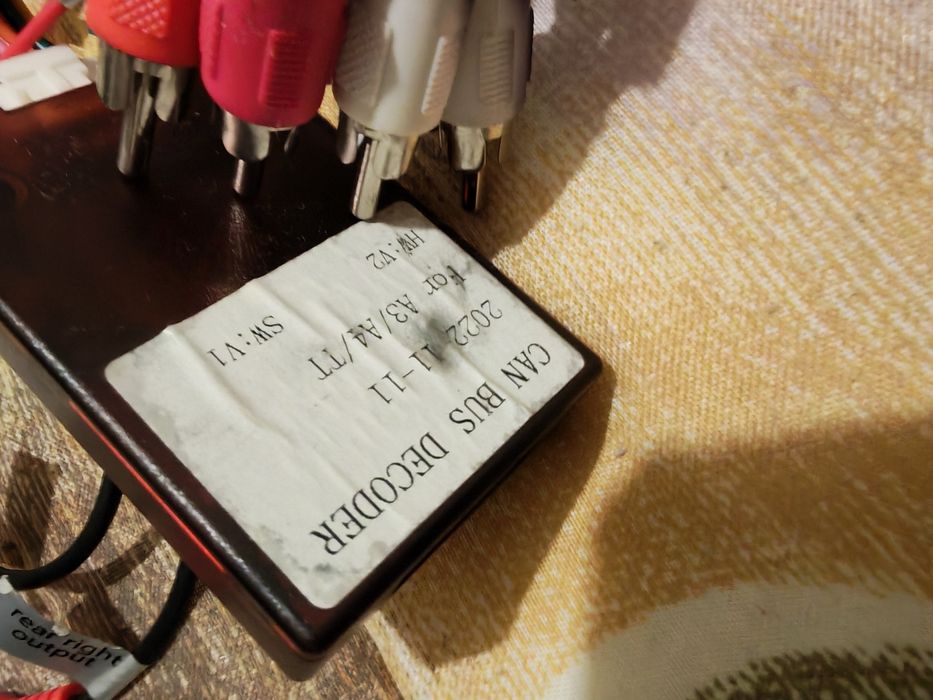 CAN BUS DECODER
2022-11-11
For A3/A4/TT
HW:V2 SW:V1
rear right
output